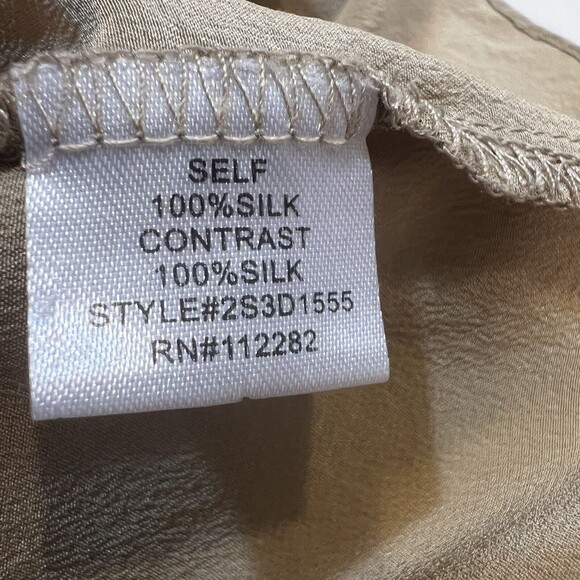 SELF
100%SILK
CONTRAST
100%SILK
STYLE#2S3D1555
RN#112282